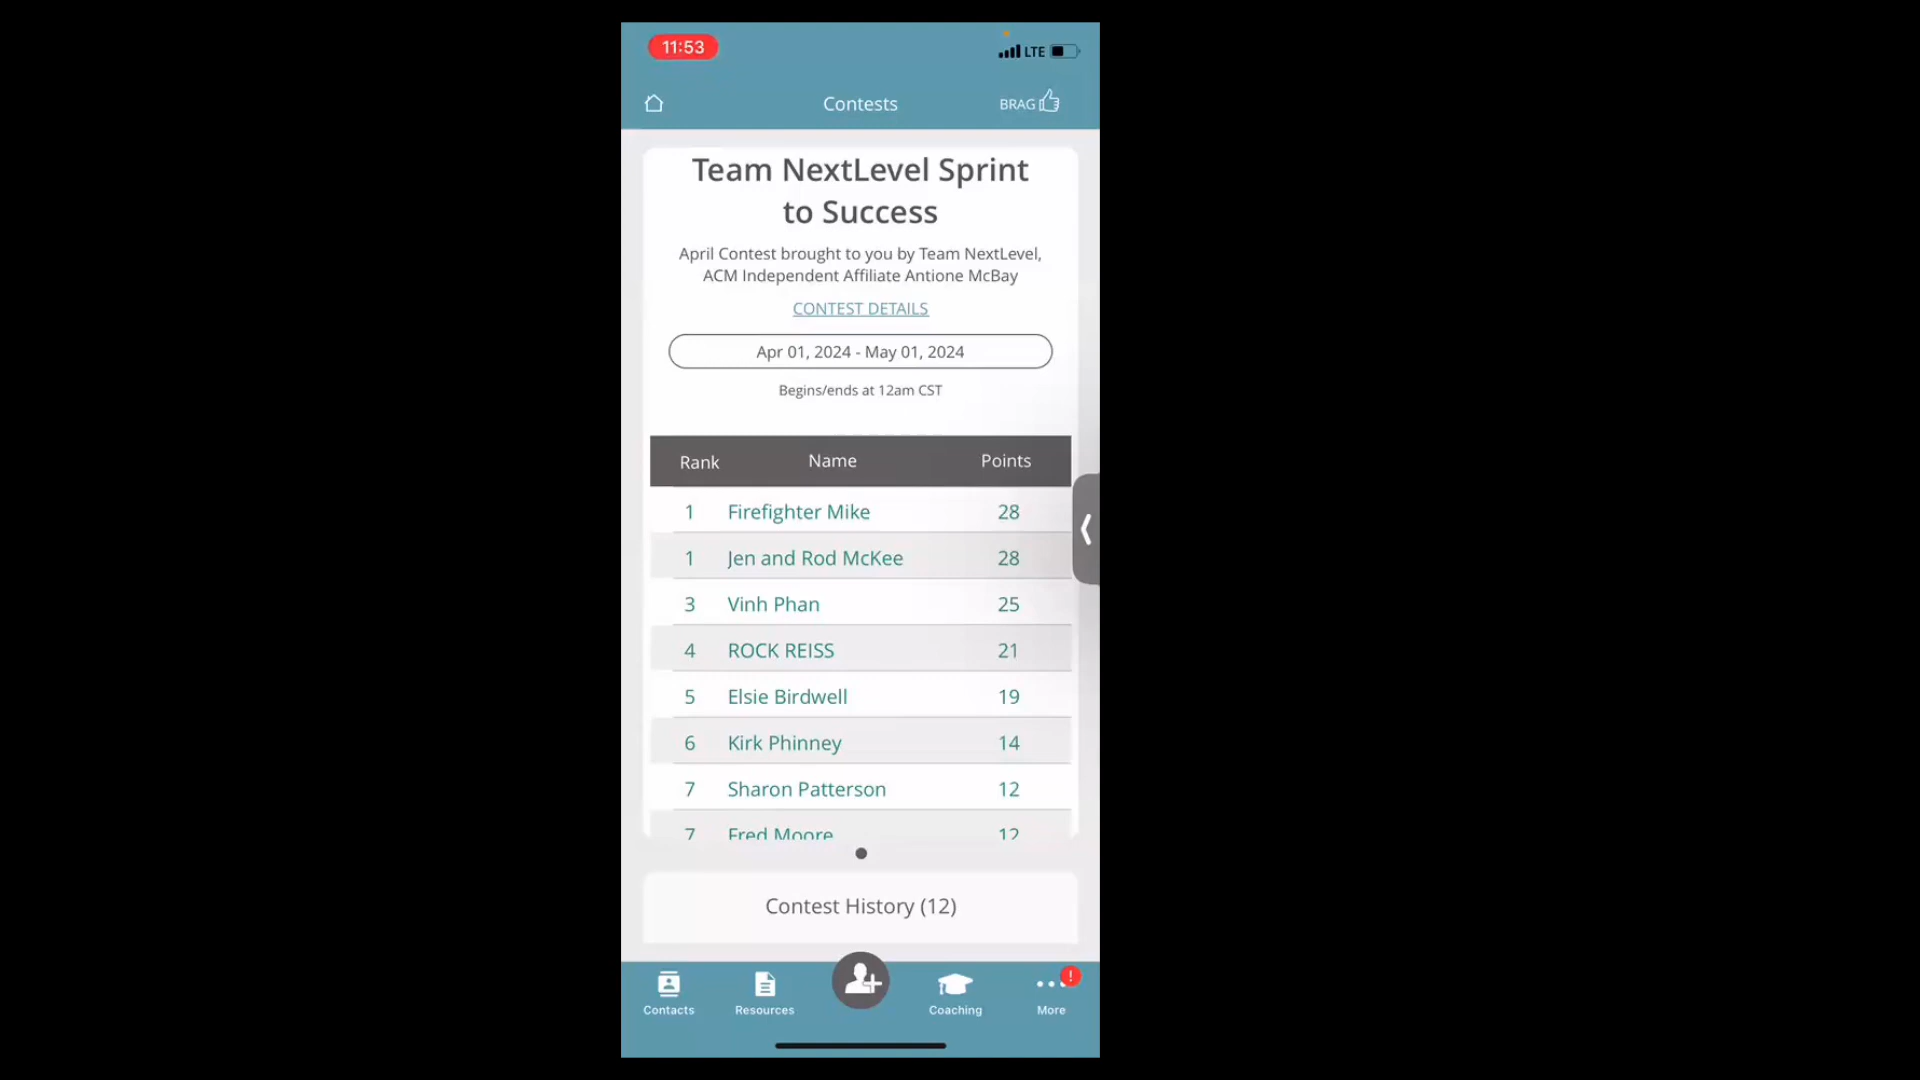 11:53
LTE
Contests
BRAG
Team NextLevel Sprint
to Success
April Contest brought to you by Team NextLevel,
ACM Independent Affiliate Antione McBay
CONTEST DETAILS
Apr 01, 2024 - May 01, 2024
Begins/ends at 12am CST
Rank Name Points
1 Firefighter Mike 28
1 Jen and Rod McKee 28
3 Vinh Phan 25
4 ROCK REISS 21
5 Elsie Birdwell 19
6 Kirk Phinney 14
7 Sharon Patterson 12
7 Fred Moore 12
Contest History (12)
Contacts Resources Coaching More